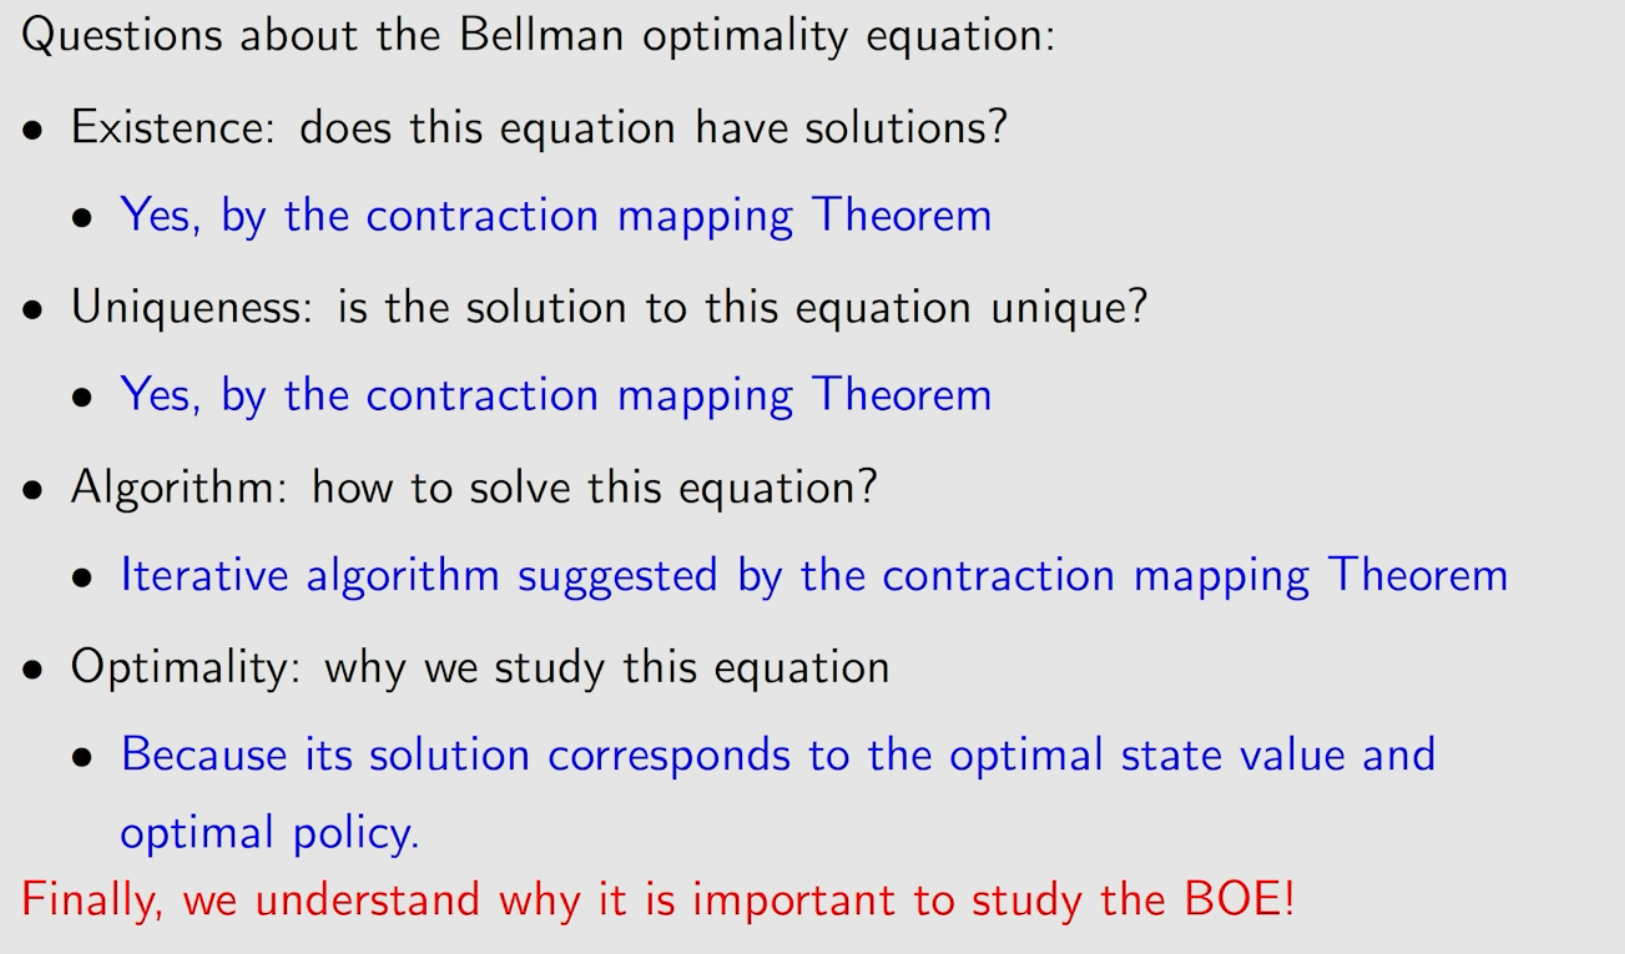 Questions about the Bellman optimality equation:
• Existence: does this equation have solutions?
• Yes, by the contraction mapping Theorem
• Uniqueness: is the solution to this equation unique?
• Yes, by the contraction mapping Theorem
• Algorithm: how to solve this equation?
• Iterative algorithm suggested by the contraction mapping Theorem
• Optimality: why we study this equation
• Because its solution corresponds to the optimal state value and
optimal policy.
Finally, we understand why it is important to study the BOE!